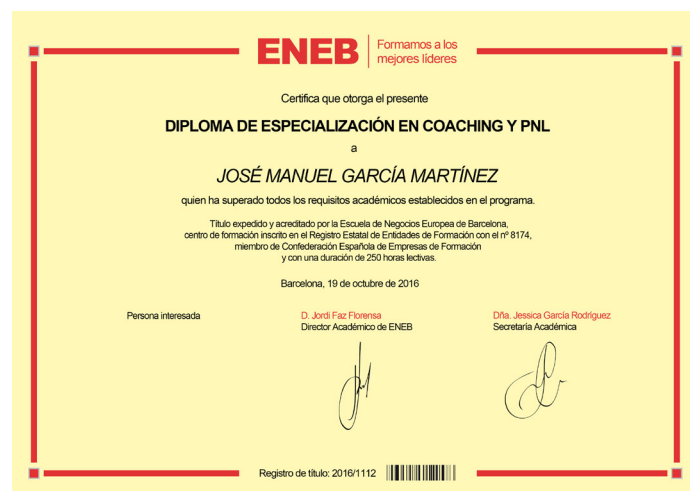 ENEB
Formamos a los
mejores líderes
Certifica que otorga el presente
DIPLOMA DE ESPECIALIZACIÓN EN COACHING Y PNL
a
JOSÉ MANUEL GARCÍA MARTÍNEZ
quien ha superado todos los requisitos académicos establecidos en el programa.
Título expedido y acreditado por la Escuela de Negocios Europea de Barcelona,
centro de formación inscrito en el Registro Estatal de Entidades de Formación con el nº 8174,
miembro de Confederación Española de Empresas de Formación
y con una duración de 250 horas lectivas.
Barcelona, 19 de octubre de 2016
Persona interesada
D. Jordi Faz Florensa
Director Académico de ENEB
Dña. Jessica García Rodríguez
Secretaría Académica
Registro de título: 2016/1112